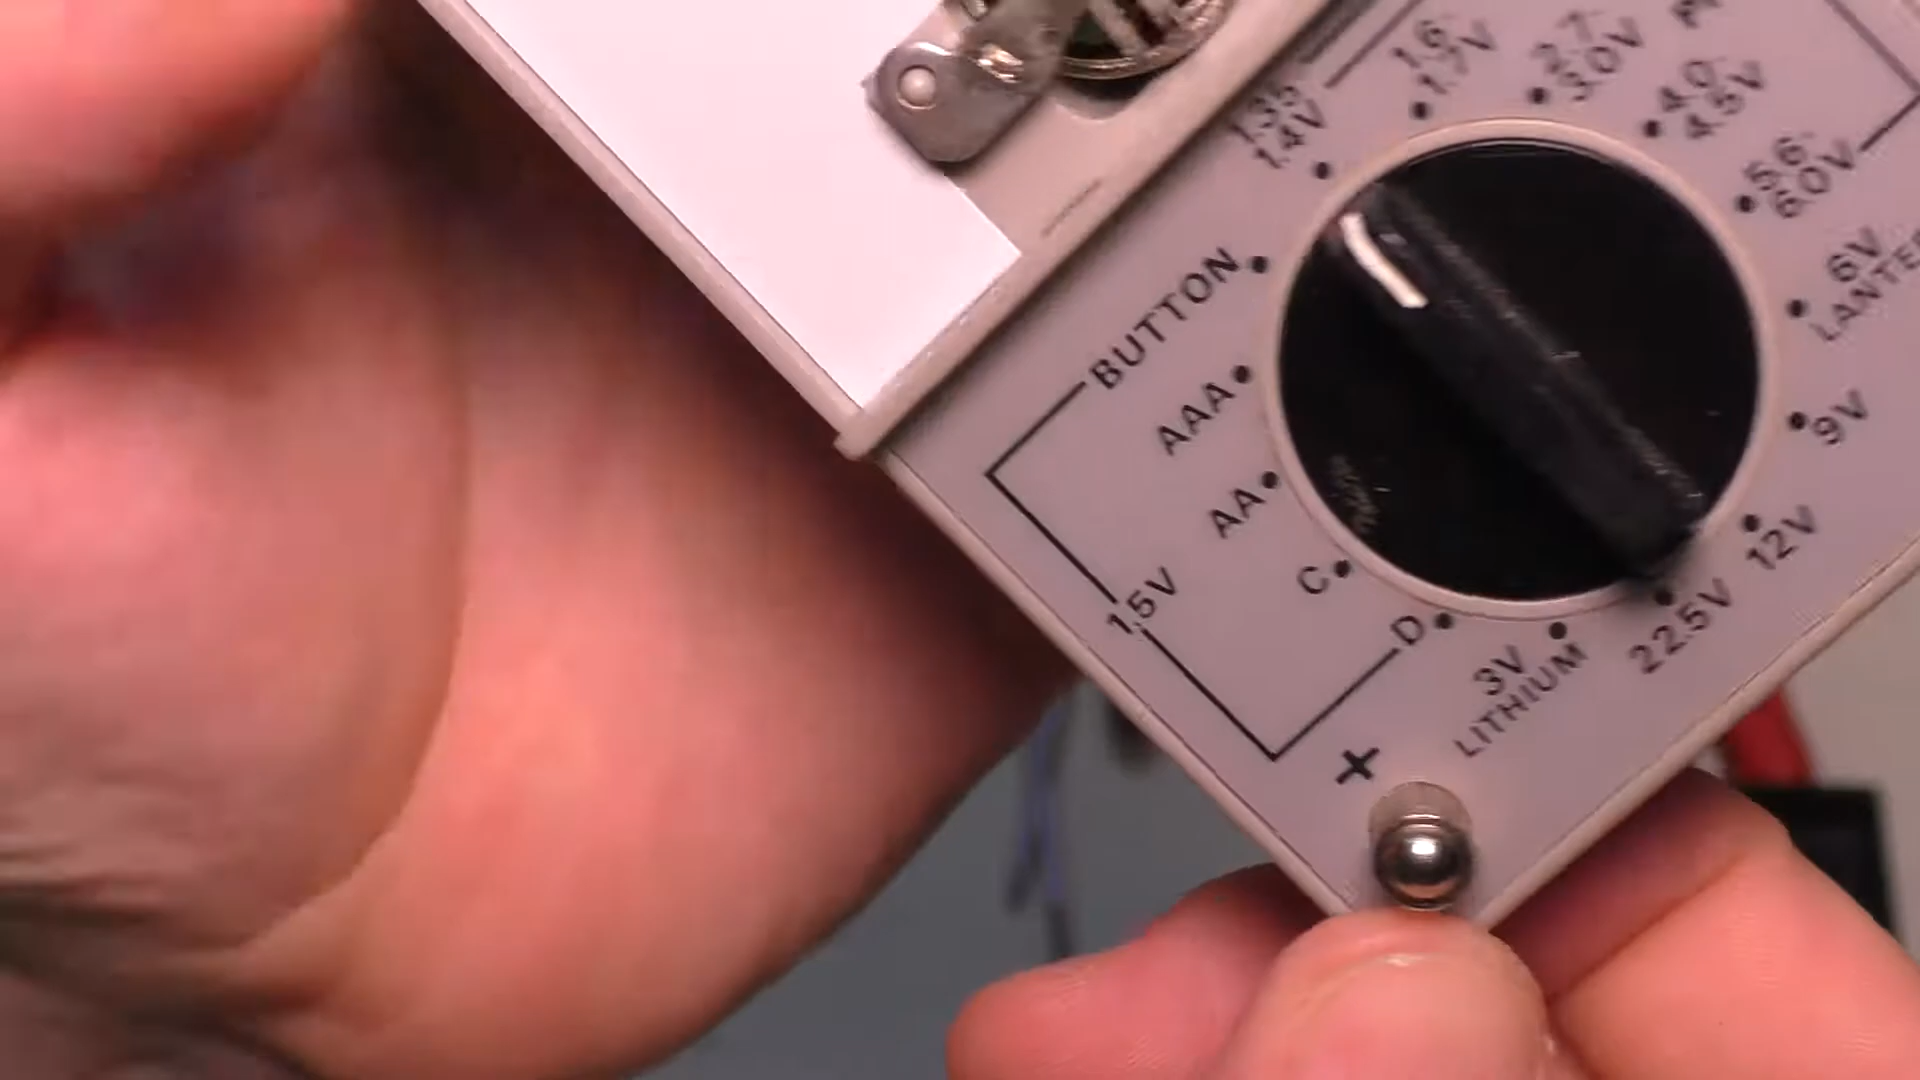 1.35-
1.4V
1.6-
1.7V
2.7-
3.0V
4.0-
4.5V
5.6-
6.0V
6V
9V
12V
22.5V
3V
LITHIUM
BUTTON
AAA
AA
C
D
1.5V
+